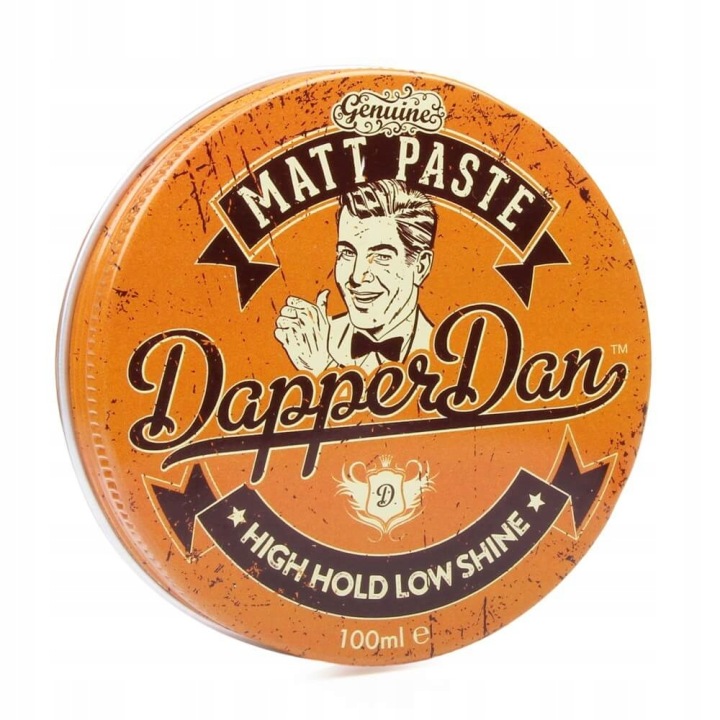 Genuine
MATT PASTE
Dapper Dan™
D
★ HIGH HOLD LOW SHINE ★
100ml ℮